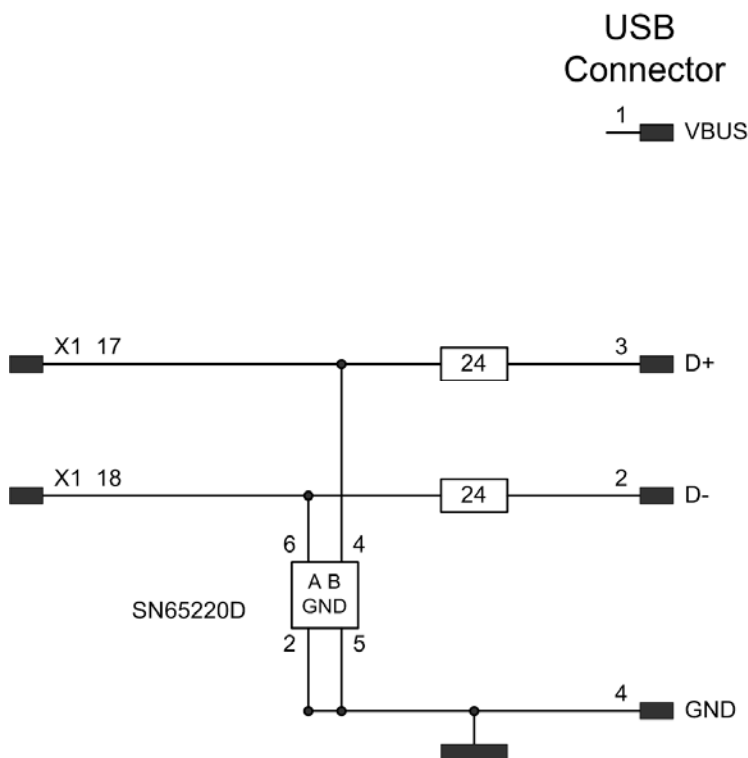 USB
Connector
1 VBUS
X1 17 24 3 D+
X1 18 24 2 D-
6 4
A B
SN65220D GND
2 5
4 GND